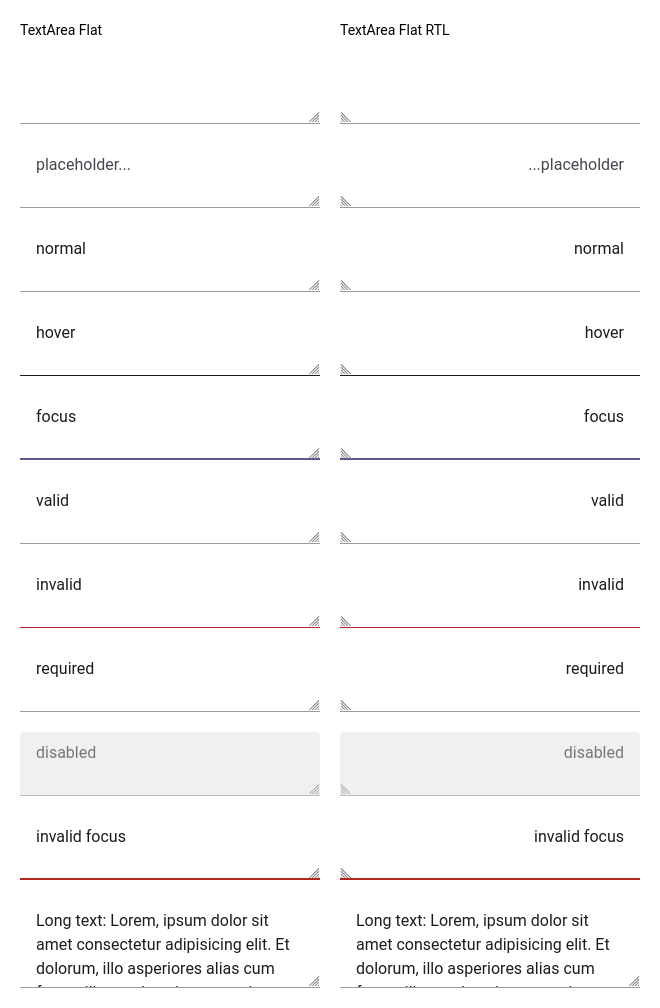 TextArea Flat
TextArea Flat RTL
placeholder...
...placeholder
normal
normal
hover
hover
focus
focus
valid
valid
invalid
invalid
required
required
disabled
disabled
invalid focus
invalid focus
Long text: Lorem, ipsum dolor sit
amet consectetur adipisicing elit. Et
dolorum, illo asperiores alias cum
Long text: Lorem, ipsum dolor sit
amet consectetur adipisicing elit. Et
dolorum, illo asperiores alias cum